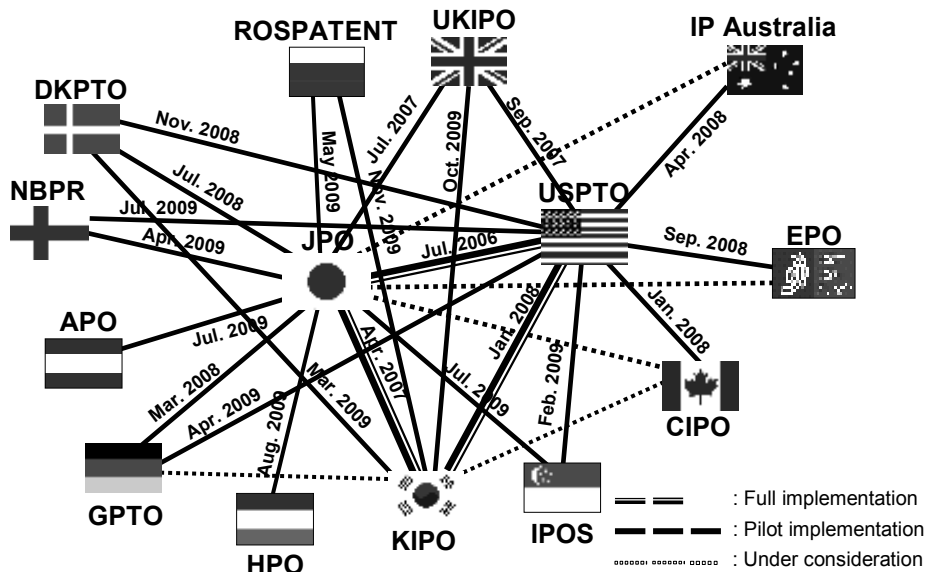 ROSPATENT
UKIPO
IP Australia
DKPTO
Nov. 2008
Jul. 2007
Sep. 2007
Oct. 2009
May 2009
Apr. 2008
Jul. 2008
NBPR
Nov. 2009
USPTO
Jul. 2009
Apr. 2009
JPO
Jul. 2006
Sep. 2008
EPO
APO
Jul. 2009
Jan. 2008
Jan. 2008
Mar. 2008
Apr. 2009
Mar. 2009
Apr. 2007
Jul. 2009
Feb. 2009
CIPO
Aug. 2009
GPTO
HPO
KIPO
IPOS
: Full implementation
: Pilot implementation
: Under consideration